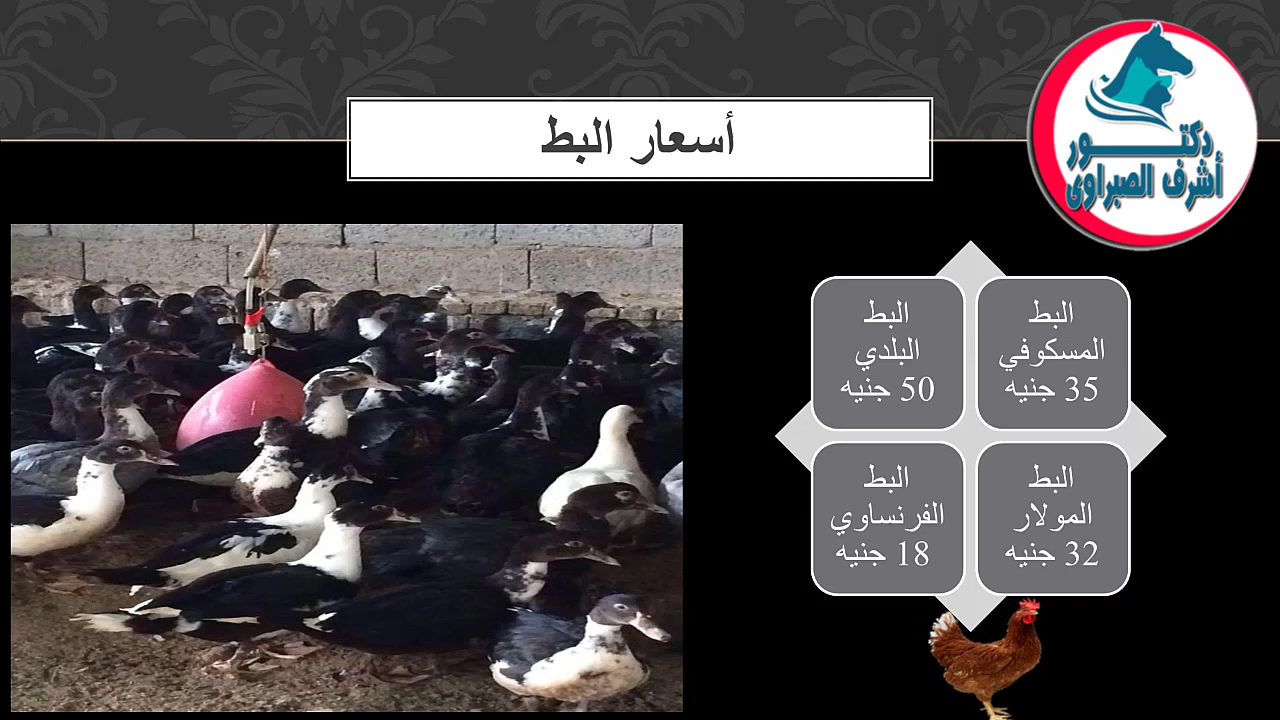 أسعار البط
دكتور
أشرف الصبراوى
البط
المسكوفي
35 جنيه
البط
البلدي
50 جنيه
البط
المولار
32 جنيه
البط
الفرنساوي
18 جنيه